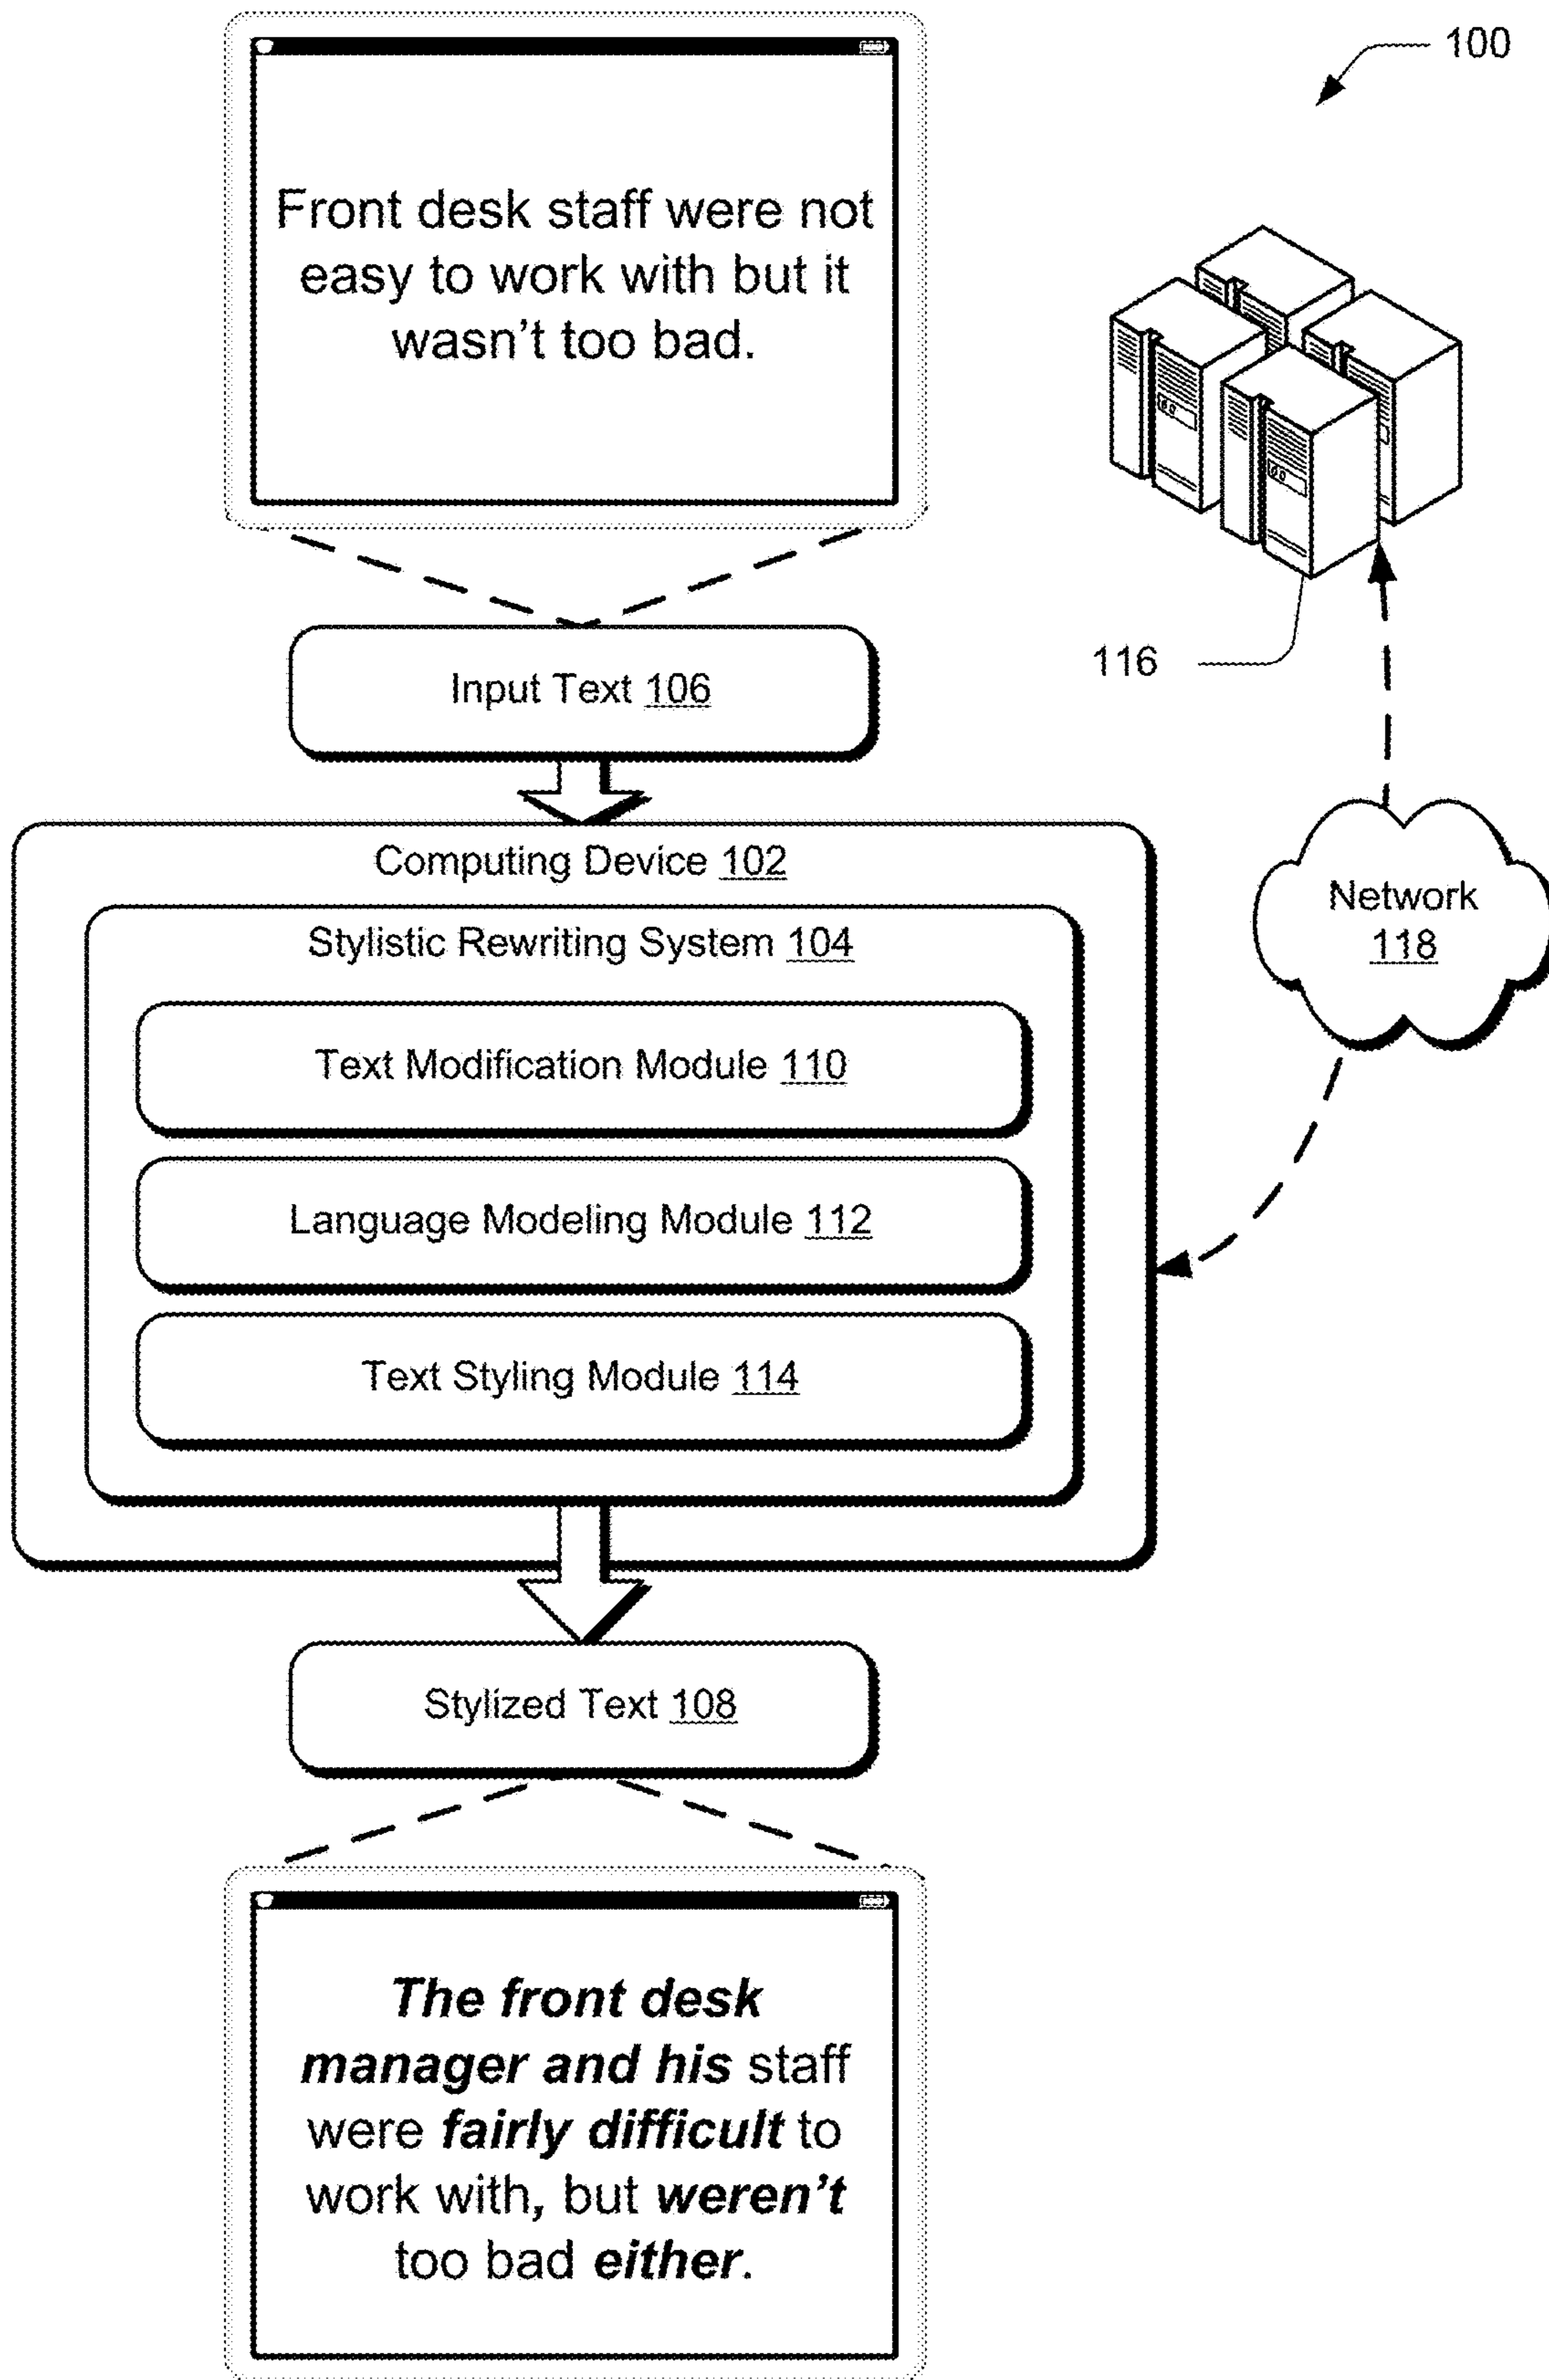 100
Front desk staff were not
easy to work with but it
wasn't too bad.
116
Input Text 106
Computing Device 102
Network
118
Stylistic Rewriting System 104
Text Modification Module 110
Language Modeling Module 112
Text Styling Module 114
Stylized Text 108
The front desk
manager and his staff
were fairly difficult to
work with, but weren't
too bad either.